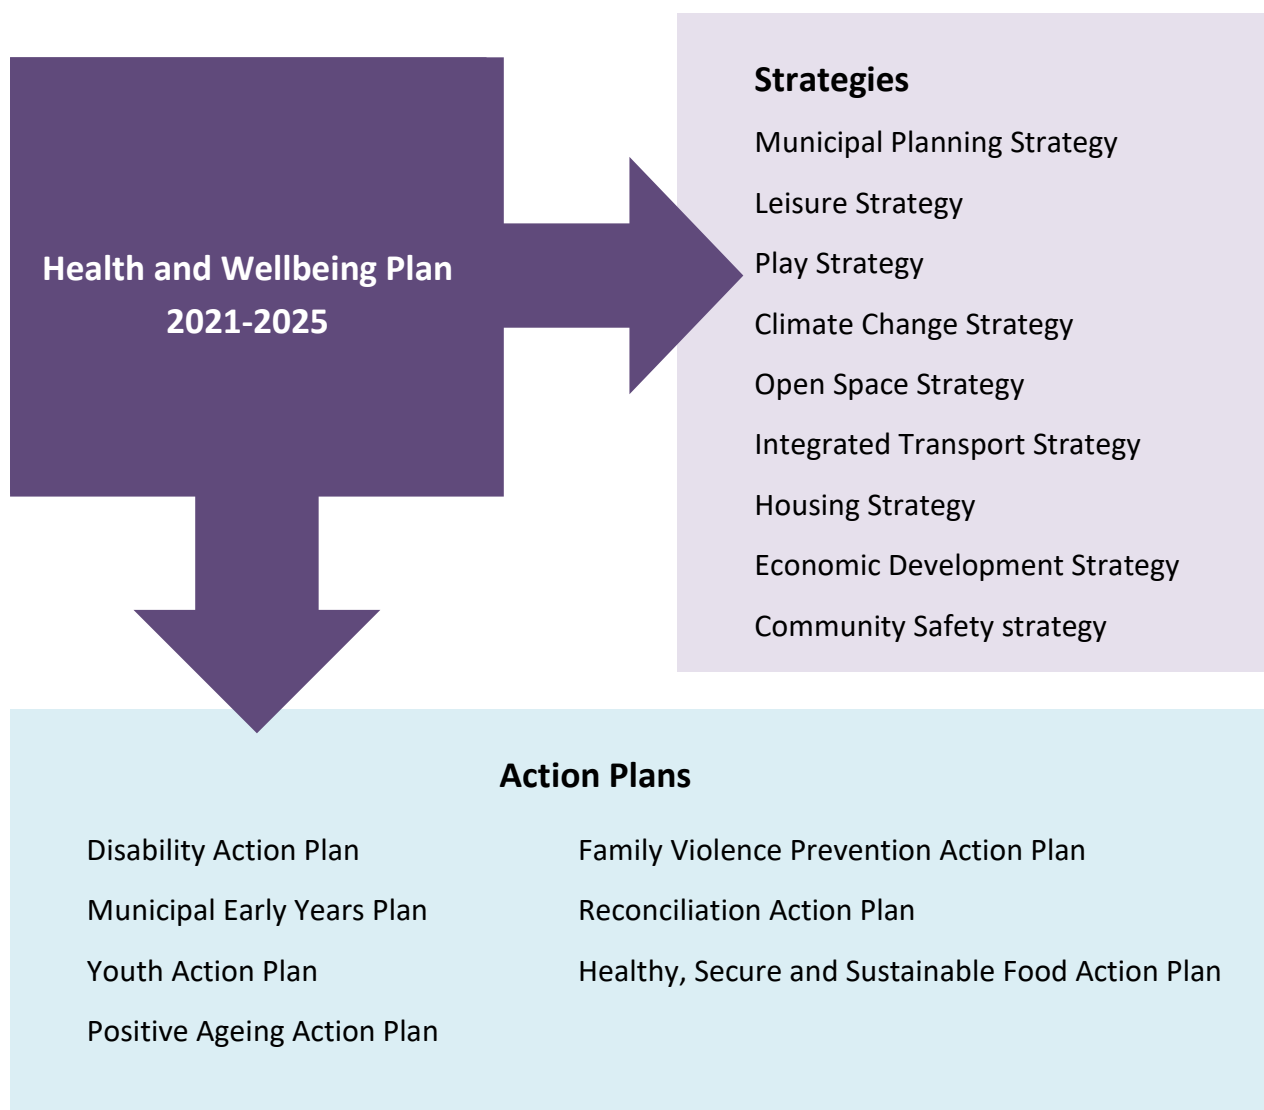 Health and Wellbeing Plan
2021-2025
Strategies
Municipal Planning Strategy
Leisure Strategy
Play Strategy
Climate Change Strategy
Open Space Strategy
Integrated Transport Strategy
Housing Strategy
Economic Development Strategy
Community Safety strategy
Action Plans
Disability Action Plan
Municipal Early Years Plan
Youth Action Plan
Positive Ageing Action Plan
Family Violence Prevention Action Plan
Reconciliation Action Plan
Healthy, Secure and Sustainable Food Action Plan